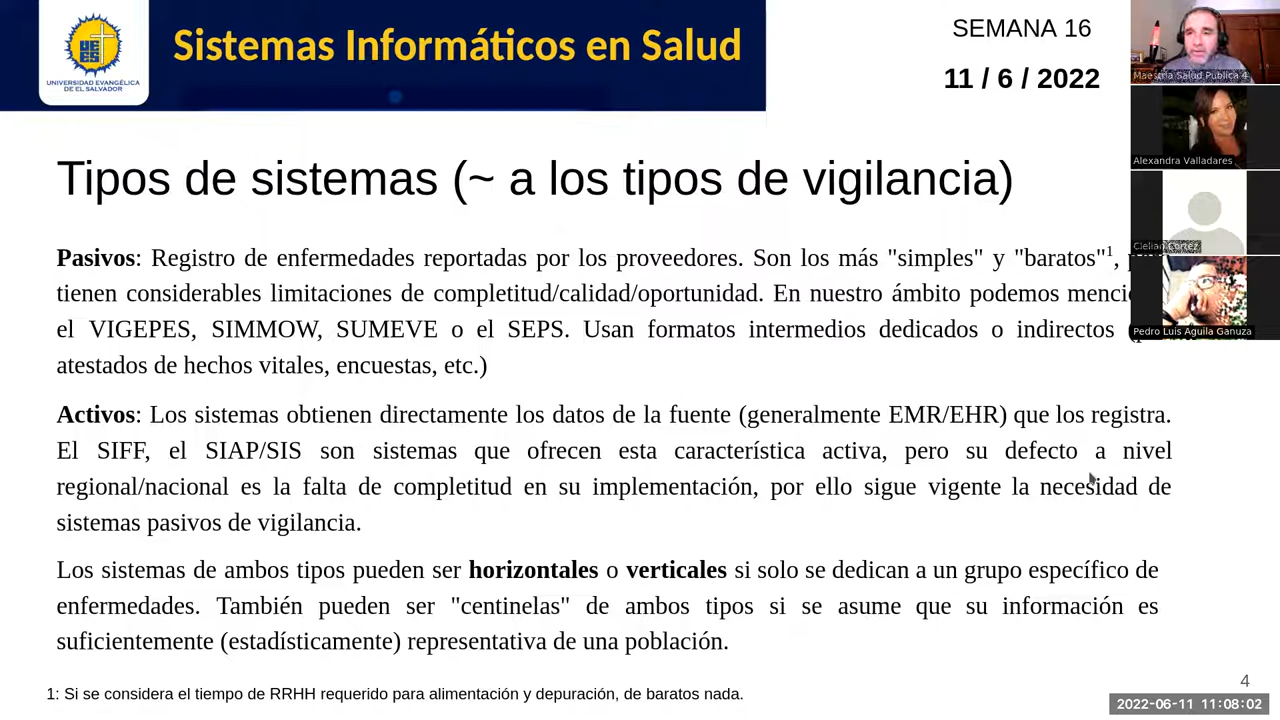 Sistemas Informáticos en Salud
UNIVERSIDAD EVANGÉLICA
DE EL SALVADOR
SEMANA 16
11 / 6 / 2022
Maestria Salud Publica 4
Alexandra Valladares
Clelian Cortez
Pedro Luis Aguila Ganuza
Tipos de sistemas (~ a los tipos de vigilancia)
Pasivos: Registro de enfermedades reportadas por los proveedores. Son los más "simples" y "baratos"1,
tienen considerables limitaciones de completitud/calidad/oportunidad. En nuestro ámbito podemos
el VIGEPES, SIMMOW, SUMEVE o el SEPS. Usan formatos intermedios dedicados o indirectos
atestados de hechos vitales, encuestas, etc.)
Activos: Los sistemas obtienen directamente los datos de la fuente (generalmente EMR/EHR) que los registra.
El SIFF, el SIAP/SIS son sistemas que ofrecen esta característica activa, pero su defecto a nivel
regional/nacional es la falta de completitud en su implementación, por ello sigue vigente la necesidad de
sistemas pasivos de vigilancia.
Los sistemas de ambos tipos pueden ser horizontales o verticales si solo se dedican a un grupo específico de
enfermedades. También pueden ser "centinelas" de ambos tipos si se asume que su información es
suficientemente (estadísticamente) representativa de una población.
1: Si se considera el tiempo de RRHH requerido para alimentación y depuración, de baratos nada.
4
2022-06-11 11:08:02